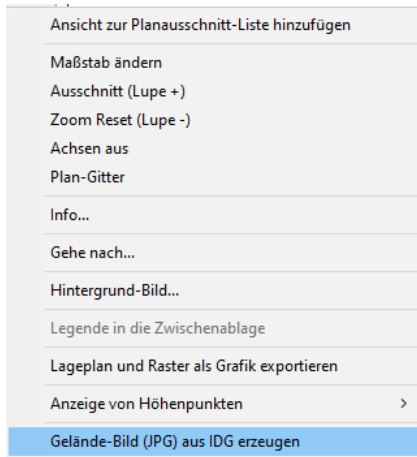 Ansicht zur Planausschnitt-Liste hinzufügen
Maßstab ändern
Ausschnitt (Lupe +)
Zoom Reset (Lupe -)
Achsen aus
Plan-Gitter
Info...
Gehe nach...
Hintergrund-Bild...
Legende in die Zwischenablage
Lageplan und Raster als Grafik exportieren
Anzeige von Höhenpunkten
Gelände-Bild (JPG) aus IDG erzeugen